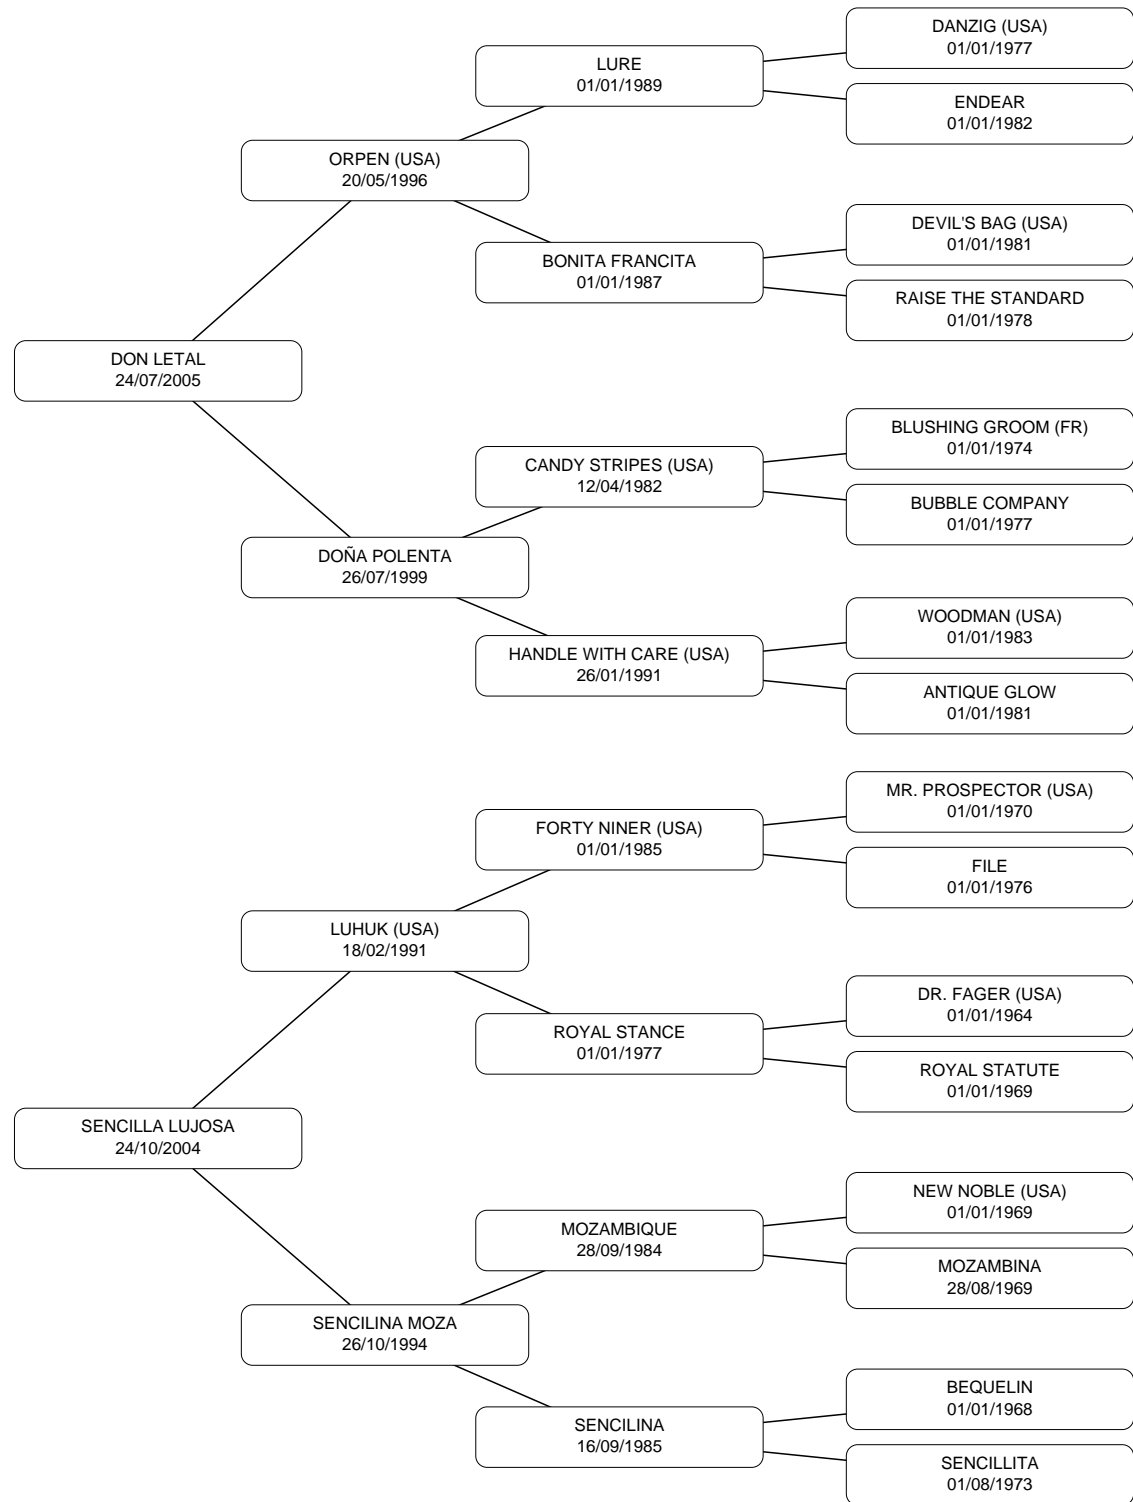 DANZIG (USA)
01/01/1977
LURE
01/01/1989
ENDEAR
01/01/1982
ORPEN (USA)
20/05/1996
DEVIL'S BAG (USA)
01/01/1981
BONITA FRANCITA
01/01/1987
RAISE THE STANDARD
01/01/1978
DON LETAL
24/07/2005
BLUSHING GROOM (FR)
01/01/1974
CANDY STRIPES (USA)
12/04/1982
BUBBLE COMPANY
01/01/1977
DOÑA POLENTA
26/07/1999
WOODMAN (USA)
01/01/1983
HANDLE WITH CARE (USA)
26/01/1991
ANTIQUE GLOW
01/01/1981
MR. PROSPECTOR (USA)
01/01/1970
FORTY NINER (USA)
01/01/1985
FILE
01/01/1976
LUHUK (USA)
18/02/1991
DR. FAGER (USA)
01/01/1964
ROYAL STANCE
01/01/1977
ROYAL STATUTE
01/01/1969
SENCILLA LUJOSA
24/10/2004
NEW NOBLE (USA)
01/01/1969
MOZAMBIQUE
28/09/1984
MOZAMBINA
28/08/1969
SENCILINA MOZA
26/10/1994
BEQUELIN
01/01/1968
SENCILINA
16/09/1985
SENCILLITA
01/08/1973